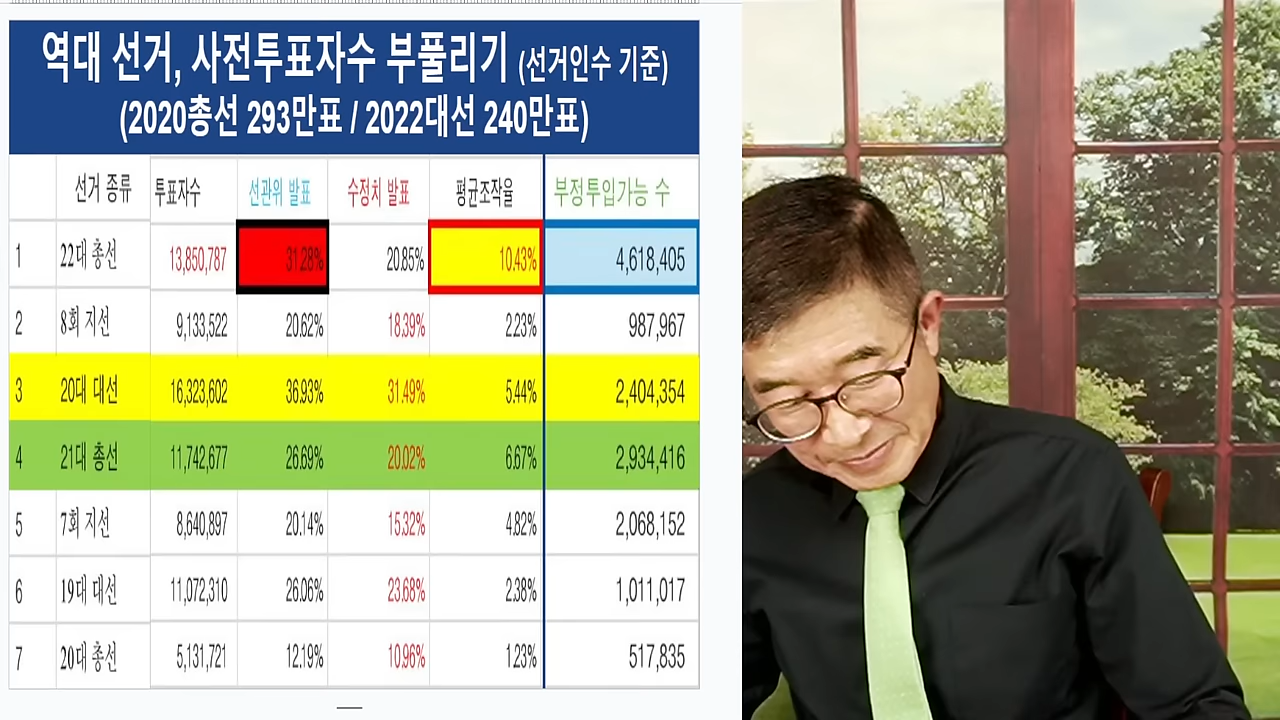 역대 선거, 사전투표자수 부풀리기 (선거인수 기준)
(2020총선 293만표 / 2022대선 240만표)
선거 종류 투표자수 선관위 발표 수정치 발표 평균조작율 부정투입가능 수
1 22대 총선 13,850,787 31.28% 20.85% 10.43% 4,618,405
2 8회 지선 9,133,522 20.62% 18.39% 2.23% 987,967
3 20대 대선 16,323,602 36.93% 31.49% 5.44% 2,404,354
4 21대 총선 11,742,677 26.69% 20.02% 6.67% 2,934,416
5 7회 지선 8,640,897 20.14% 15.32% 4.82% 2,068,152
6 19대 대선 11,072,310 26.06% 23.68% 2.38% 1,011,017
7 20대 총선 5,131,721 12.19% 10.96% 1.23% 517,835